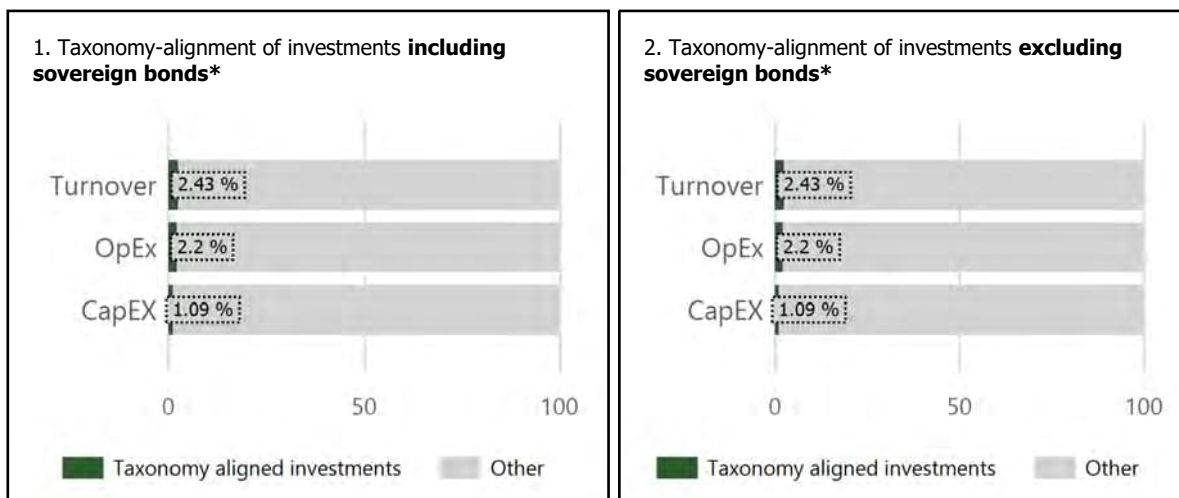 1. Taxonomy-alignment of investments including
sovereign bonds*
Turnover
2.43 %
OpEx
2.2 %
CapEX
1.09 %
0 50 100
Taxonomy aligned investments Other
2. Taxonomy-alignment of investments excluding
sovereign bonds*
Turnover
2.43 %
OpEx
2.2 %
CapEX
1.09 %
0 50 100
Taxonomy aligned investments Other